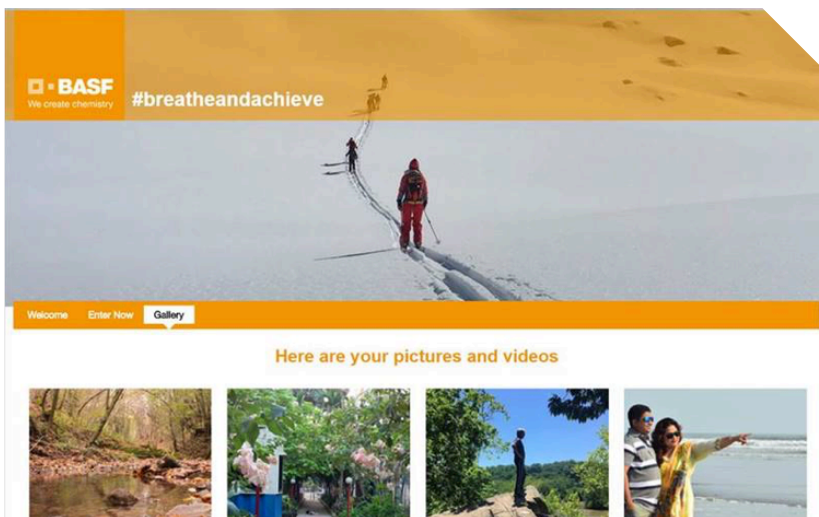 BASF
We create chemistry
#breatheandachieve
Welcome Enter Now Gallery
Here are your pictures and videos